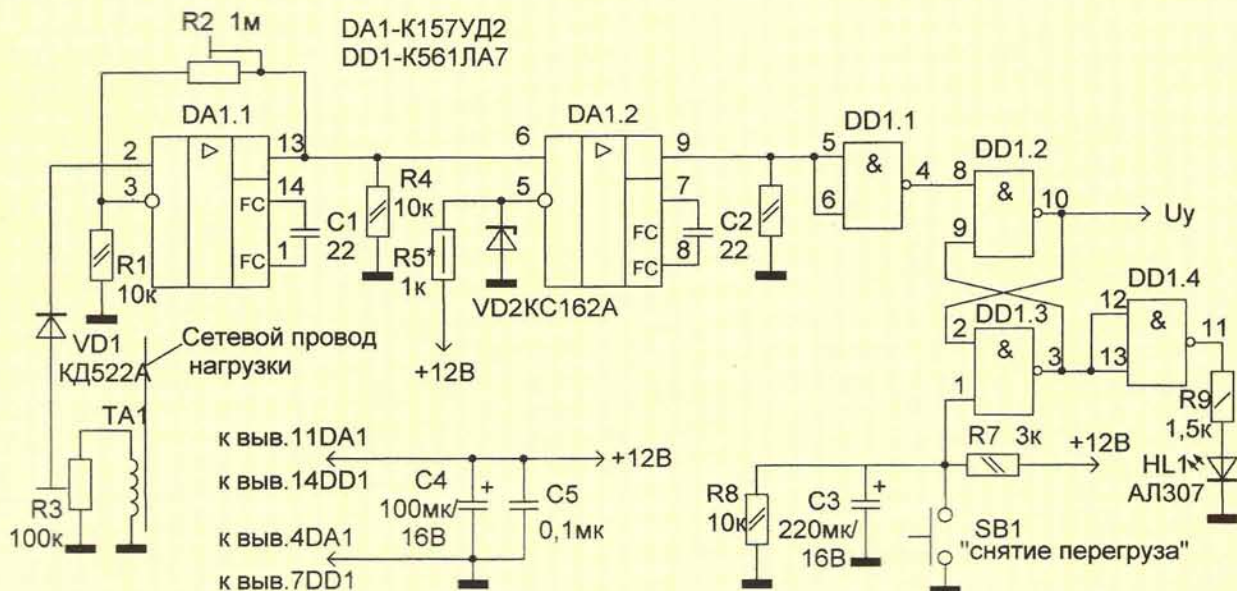 R2 1м
DA1-К157УД2
DD1-К561ЛА7
DA1.1
2
3
13
14
FC
FC
1
R1
10к
C1
22
R4
10к
DA1.2
6
5
9
7
FC
FC
8
R5*
1к
+12В
VD2КС162А
C2
22
DD1.1
5
6
&
4
DD1.2
8
9
&
10
Uу
DD1.3
2
1
&
3
DD1.4
12
13
&
11
R9
1,5к
HL1
АЛ307
VD1
КД522А
Сетевой провод
нагрузки
TA1
R3
100к
к выв.11DA1
к выв.14DD1
к выв.4DA1
к выв.7DD1
C4
100мк/
16В
+
C5
0,1мк
+12В
R7 3к
+12В
R8
10к
C3
220мк/
16В
+
SB1
"снятие перегруза"